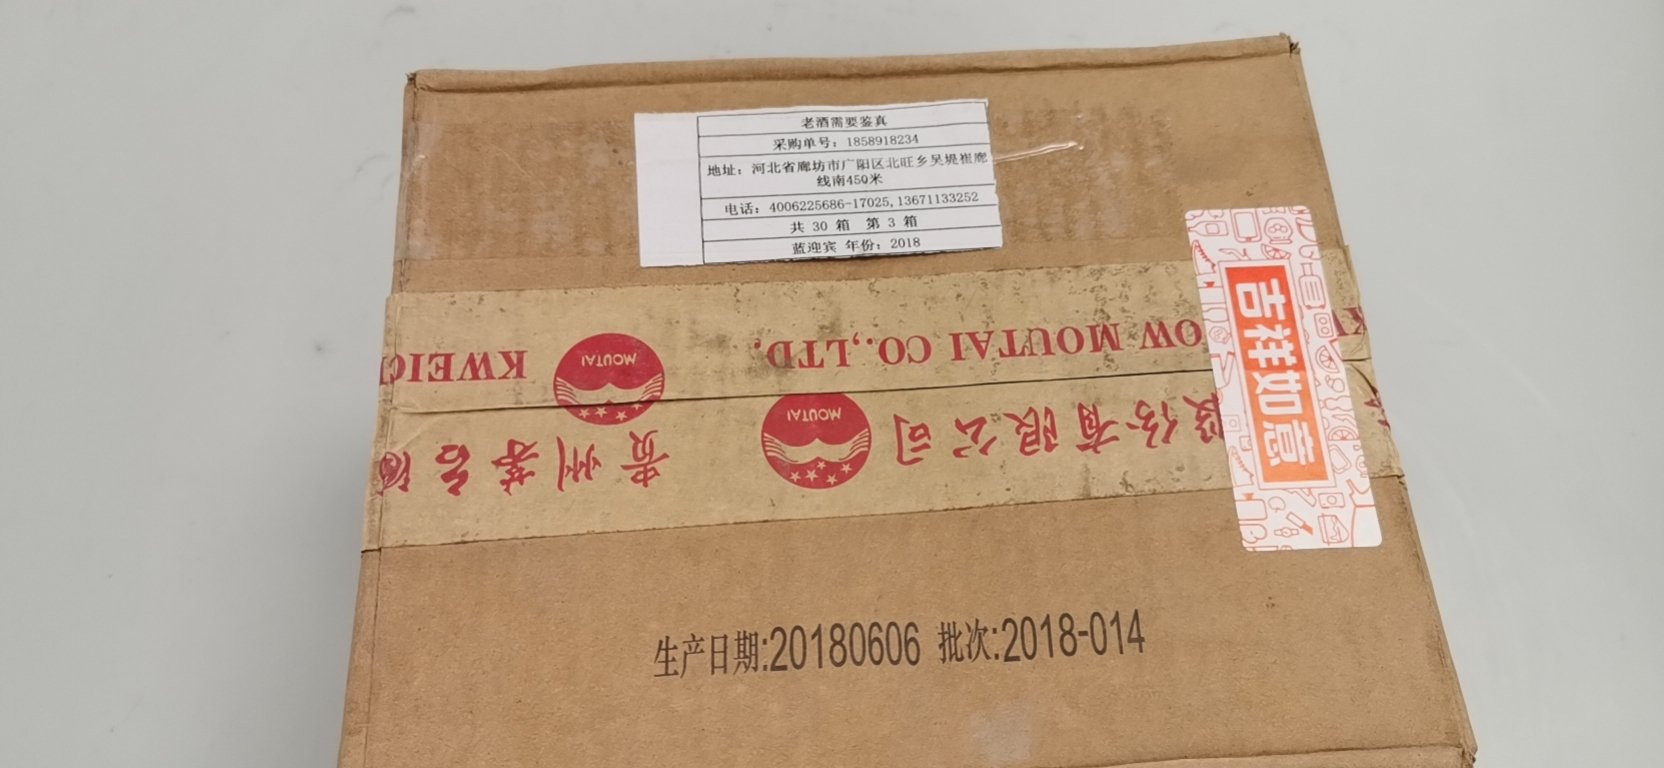 老酒需要鉴真
采购单号：1858918234
地址：河北省廊坊市广阳区北旺乡吴堤崔廊
线南450米
电话：4006225686-17025,13671133252
共 30 箱 第 3 箱
蓝迎宾 年份：2018
吉祥如意
KWEIC
MOUTAI
OW MOUTAI CO.,LTD,
贵州茅台酒
MOUTAI
股份有限公司
生产日期:20180606 批次:2018-014